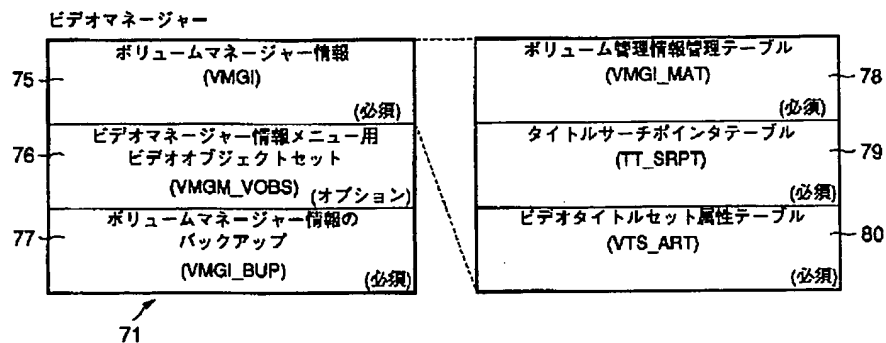 ビデオマネージャー
75
ボリュームマネージャー情報
(VMGI)
(必須)
76
ビデオマネージャー情報メニュー用
ビデオオブジェクトセット
(VMGM_VOBS)
(オプション)
77
ボリュームマネージャー情報の
バックアップ
(VMGI_BUP)
(必須)
71
ボリューム管理情報管理テーブル
(VMGI_MAT)
(必須)
78
タイトルサーチポインタテーブル
(TT_SRPT)
(必須)
79
ビデオタイトルセット属性テーブル
(VTS_ART)
(必須)
80